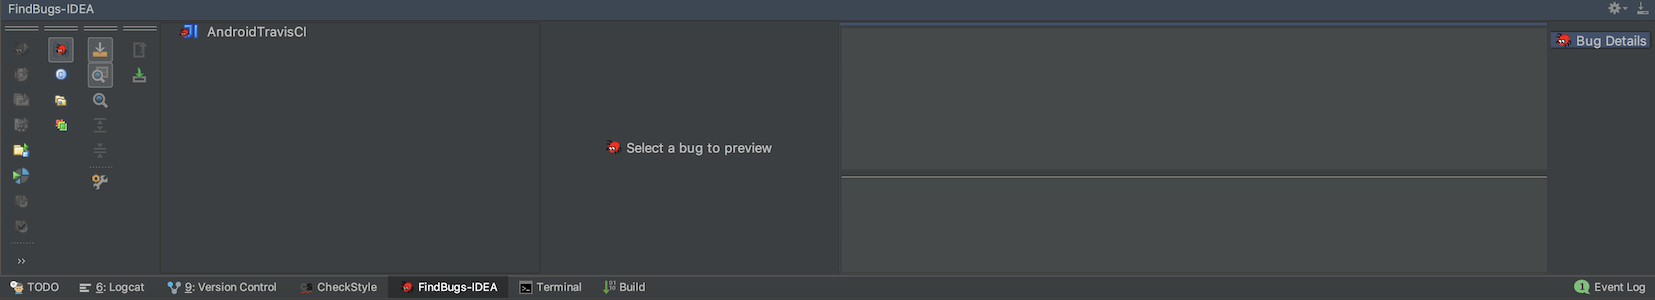 FindBugs-IDEA
AndroidTravisCI
Bug Details
Select a bug to preview
TODO 6: Logcat 9: Version Control CheckStyle FindBugs-IDEA Terminal Build 1 Event Log